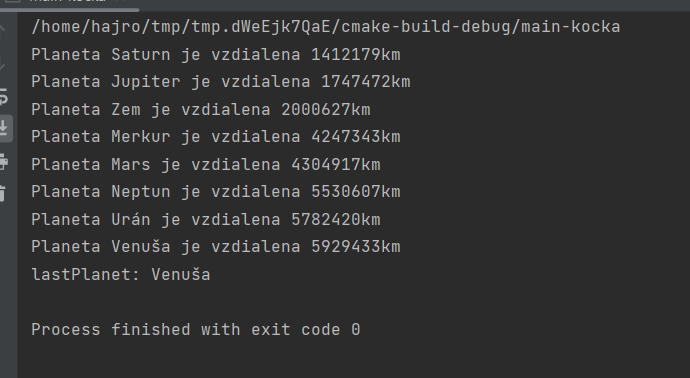 /home/hajro/tmp/tmp.dWeEjk7QaE/cmake-build-debug/main-kocka
Planeta Saturn je vzdialena 1412179km
Planeta Jupiter je vzdialena 1747472km
Planeta Zem je vzdialena 2000627km
Planeta Merkur je vzdialena 4247343km
Planeta Mars je vzdialena 4304917km
Planeta Neptun je vzdialena 5530607km
Planeta Urán je vzdialena 5782420km
Planeta Venuša je vzdialena 5929433km
lastPlanet: Venuša
Process finished with exit code 0